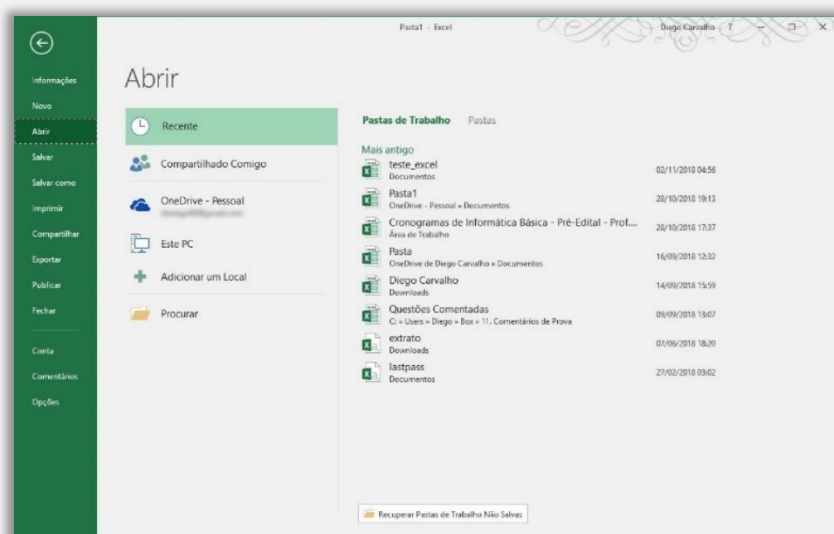 Pasta1 - Excel
Diego Carvalho ?
Informações
Novo
Abrir
Salvar
Salvar como
Imprimir
Compartilhar
Exportar
Publicar
Fechar
Conta
Comentários
Opções
Abrir
Recente
Compartilhado Comigo
OneDrive - Pessoal
Este PC
Adicionar um Local
Procurar
Pastas de Trabalho Pastas
Mais antigo
teste_excel
Documentos
02/11/2018 04:56
Pasta1
OneDrive - Pessoal » Documentos
28/10/2018 19:13
Cronogramas de Informática Básica - Pré-Edital - Prof....
Área de Trabalho
28/10/2018 17:37
Pasta
OneDrive de Diego Carvalho » Documentos
16/09/2018 12:32
Diego Carvalho
Downloads
14/09/2018 15:59
Questões Comentadas
C: » Users » Diego » Box » 11. Comentários de Prova
09/09/2018 13:07
extrato
Downloads
07/06/2018 18:20
lastpass
Documentos
27/02/2018 03:02
Recuperar Pastas de Trabalho Não Salvas